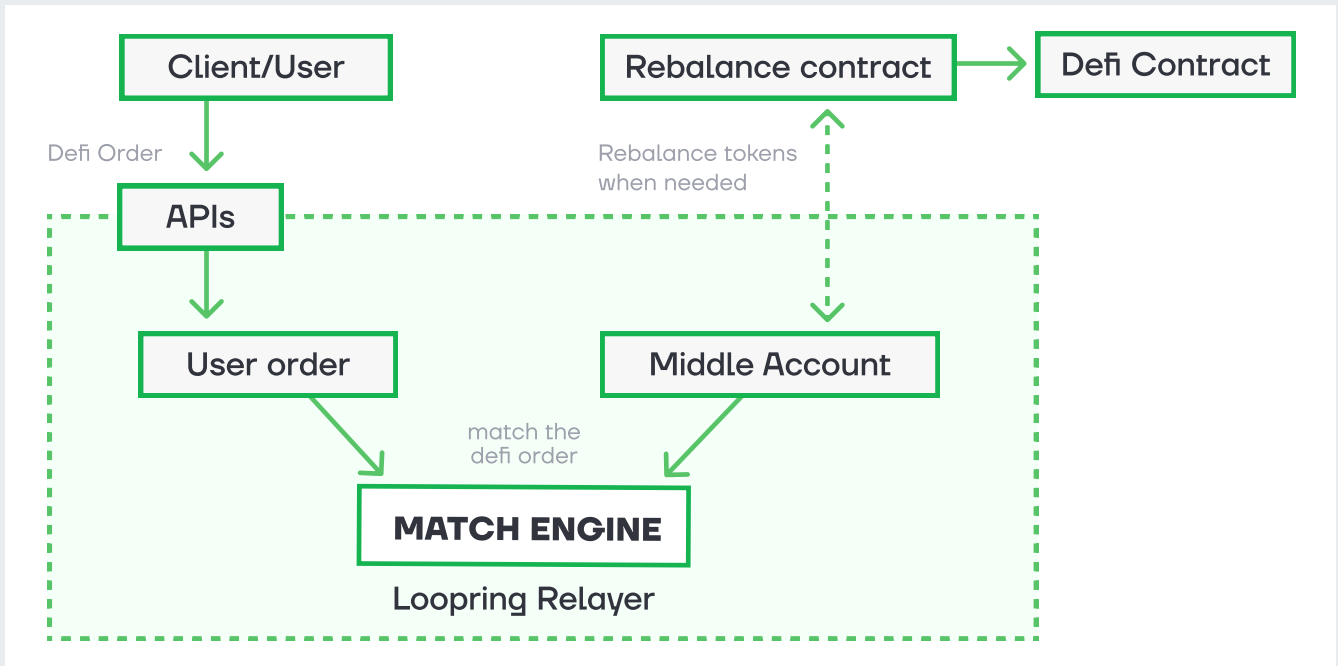 Client/User
Rebalance contract
Defi Contract
Defi Order
Rebalance tokens
when needed
APIs
User order
Middle Account
match the
defi order
MATCH ENGINE
Loopring Relayer